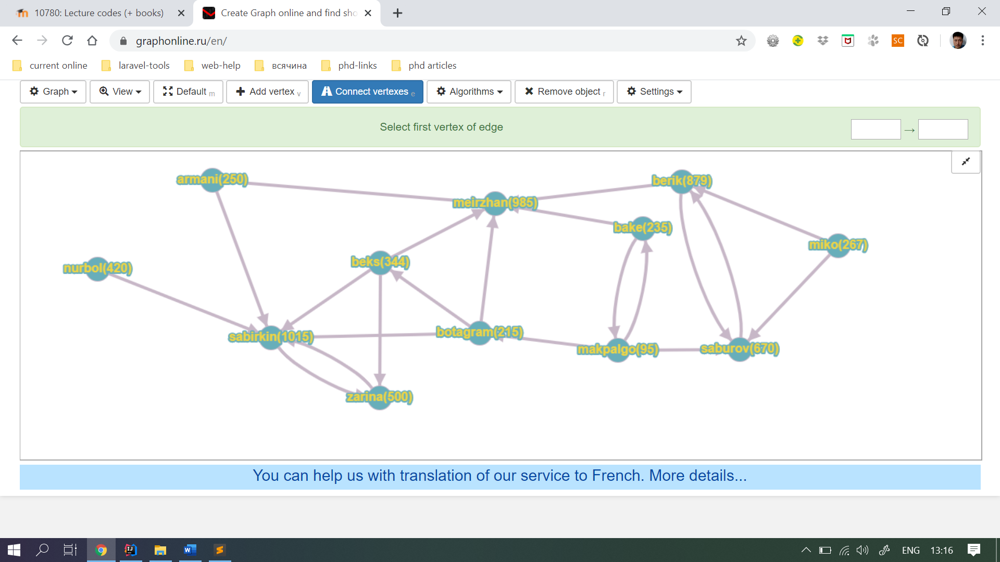 10780: Lecture codes (+ books)
Create Graph online and find sho
graphonline.ru/en/
SC
current online
laravel-tools
web-help
всячина
phd-links
phd articles
Graph
View
Default m
Add vertex v
Connect vertexes e
Algorithms
Remove object r
Settings
Select first vertex of edge
armani(250)
berik(879)
meirzhan(985)
bake(235)
miko(267)
beks(344)
nurbol(420)
sabirkin(1015)
botagram(215)
makpalgo(95)
saburov(670)
zarina(500)
You can help us with translation of our service to French. More details...
ENG
13:16